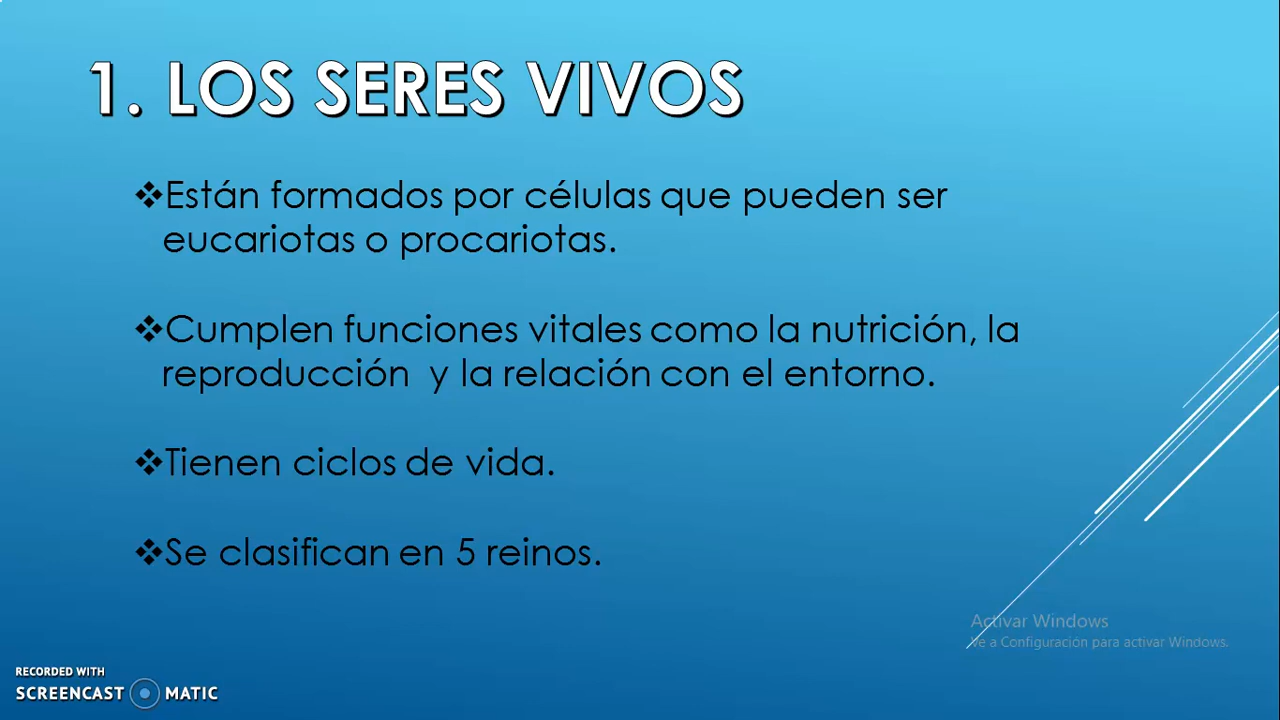 1. LOS SERES VIVOS
❖Están formados por células que pueden ser
eucariotas o procariotas.
❖Cumplen funciones vitales como la nutrición, la
reproducción y la relación con el entorno.
❖Tienen ciclos de vida.
❖Se clasifican en 5 reinos.
Activar Windows
Ve a Configuración para activar Windows.
RECORDED WITH
SCREENCAST MATIC